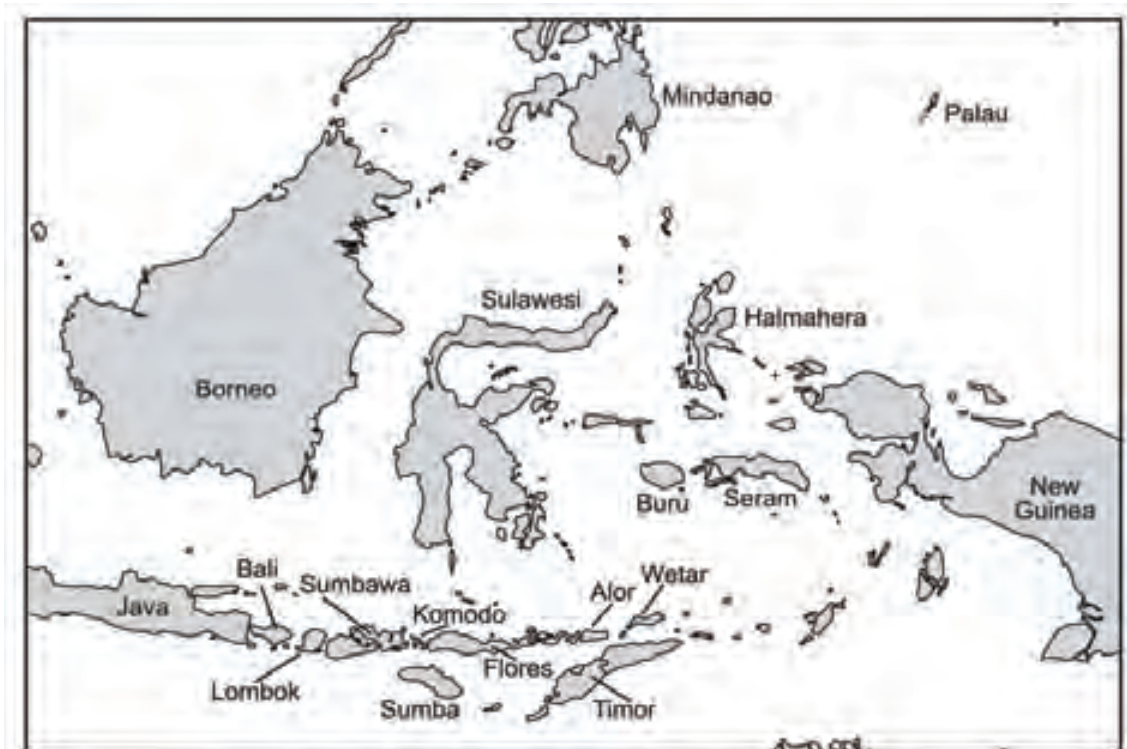 Mindanao
Palau
Sulawesi
Halmahera
Borneo
Buru
Seram
New
Guinea
Bali
Sumbawa
Java
Komodo
Alor
Wetar
Flores
Lombok
Sumba
Timor